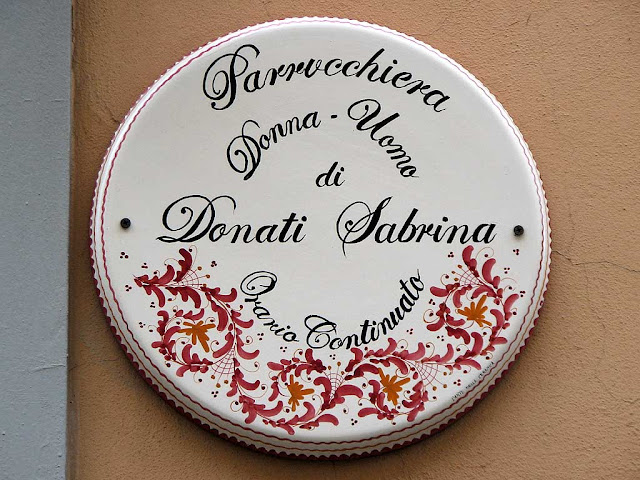 Parrucchiera
Donna - Uomo
di
Donati Sabrina
Orario Continuato